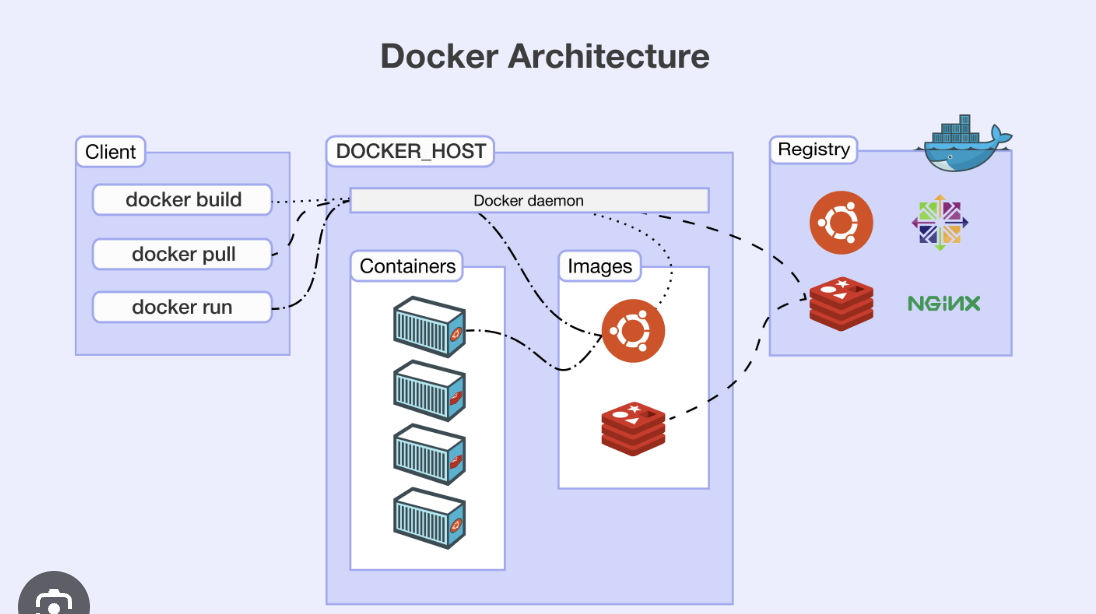 Docker Architecture
Client
docker build
docker pull
docker run
DOCKER_HOST
Docker daemon
Containers
Images
Registry
NGiNX